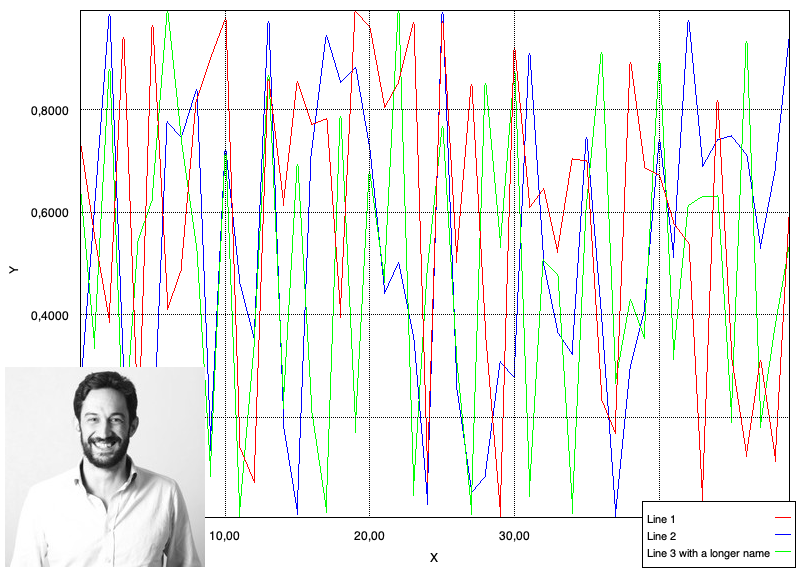 0,8000
0,6000
Y
0,4000
10,00
20,00
30,00
X
Line 1
Line 2
Line 3 with a longer name